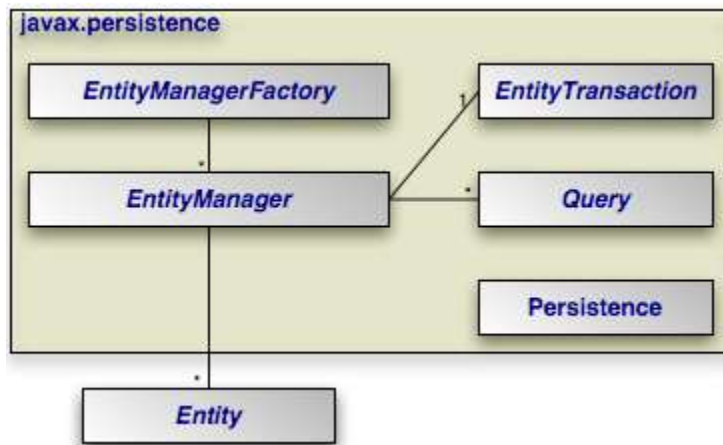 javax.persistence
EntityManagerFactory
1
EntityTransaction
*
EntityManager
*
Query
Persistence
*
Entity